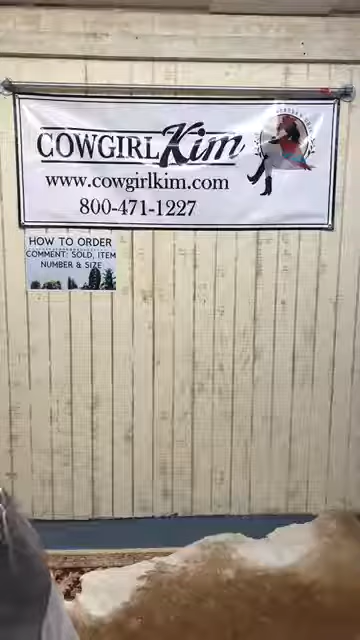 COWGIRL Kim
www.cowgirlkim.com
800-471-1227
HOW TO ORDER
COMMENT: SOLD, ITEM
NUMBER & SIZE